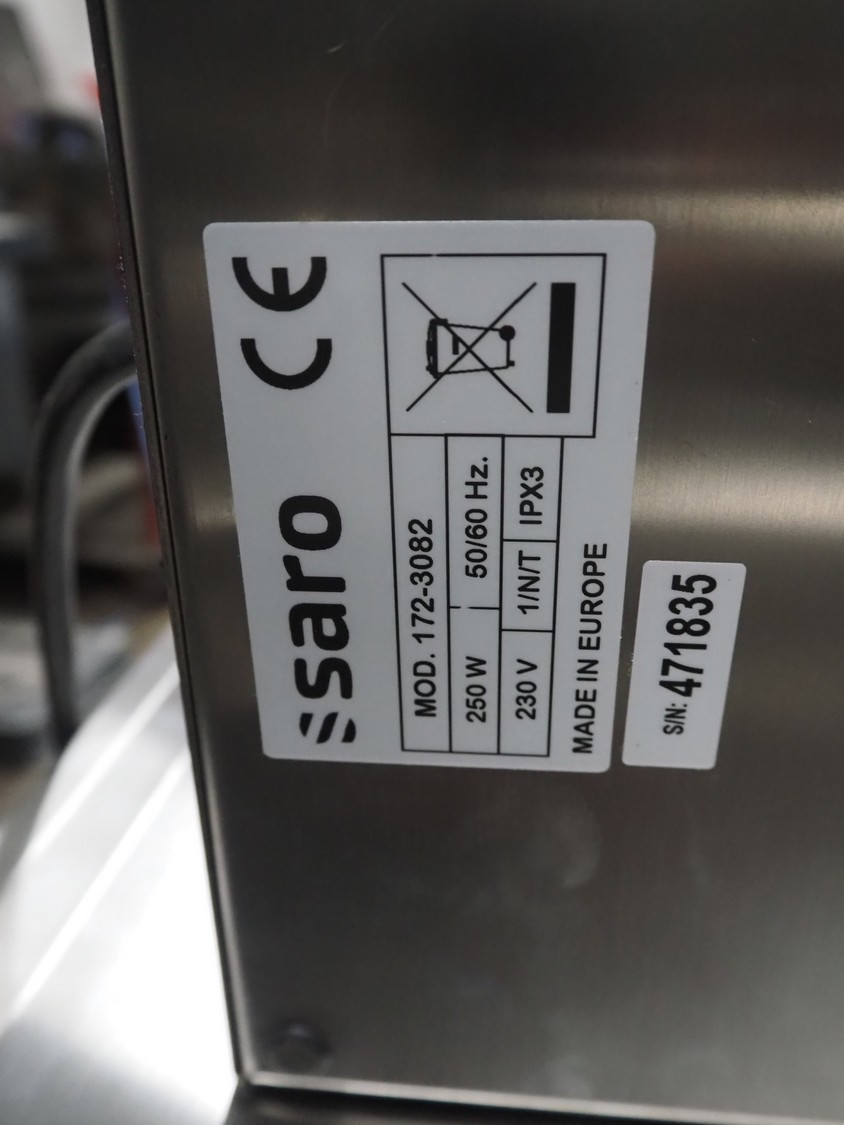 saro CE
MOD. 172-3082
250 W 50/60 Hz.
230 V 1/N/T IPX3
MADE IN EUROPE
S/N: 471835